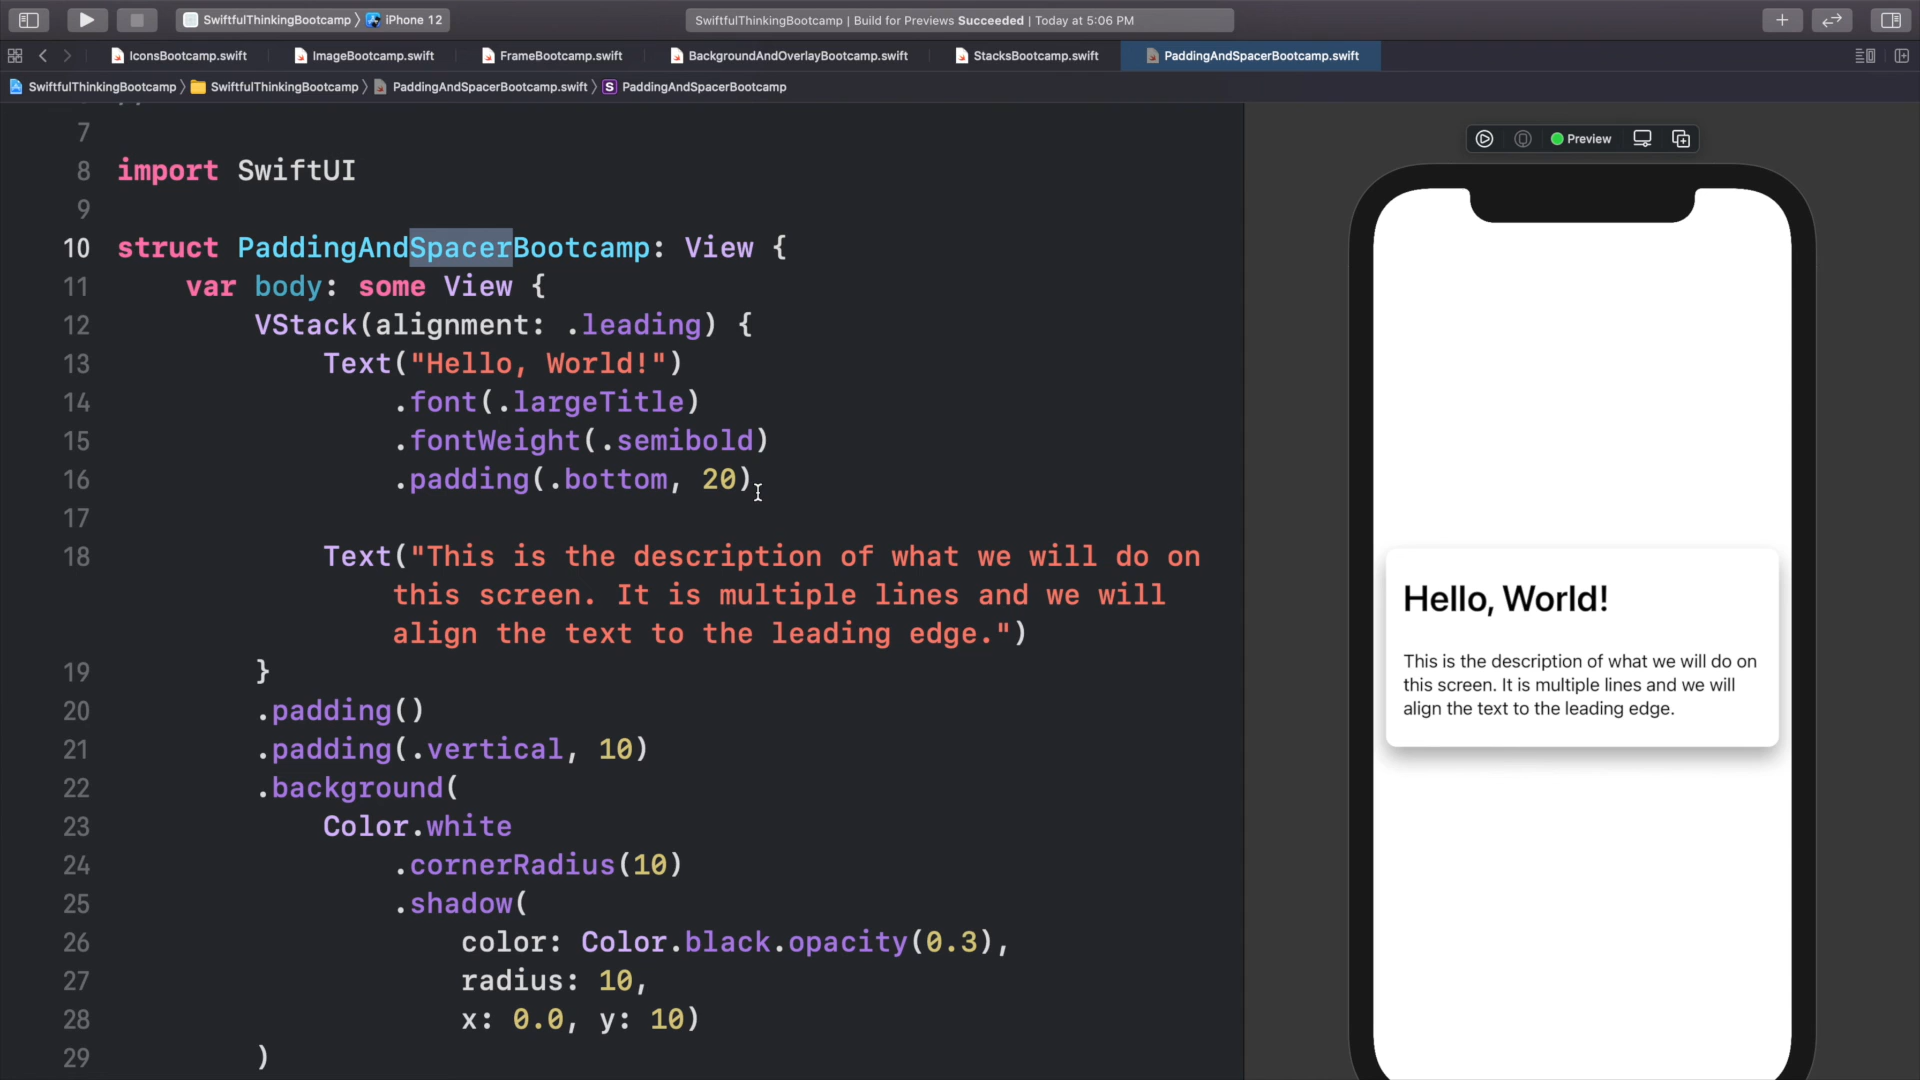 SwiftfulThinkingBootcamp 〉 iPhone 12
SwiftfulThinkingBootcamp | Build for Previews Succeeded | Today at 5:06 PM
IconsBootcamp.swift
ImageBootcamp.swift
FrameBootcamp.swift
BackgroundAndOverlayBootcamp.swift
StacksBootcamp.swift
PaddingAndSpacerBootcamp.swift
SwiftfulThinkingBootcamp 〉 SwiftfulThinkingBootcamp 〉 PaddingAndSpacerBootcamp.swift 〉 S PaddingAndSpacerBootcamp
7
8 import SwiftUI
9
10 struct PaddingAndSpacerBootcamp: View {
11 var body: some View {
12 VStack(alignment: .leading) {
13 Text("Hello, World!")
14 .font(.largeTitle)
15 .fontWeight(.semibold)
16 .padding(.bottom, 20)
17
18 Text("This is the description of what we will do on
this screen. It is multiple lines and we will
align the text to the leading edge.")
19 }
20 .padding()
21 .padding(.vertical, 10)
22 .background(
23 Color.white
24 .cornerRadius(10)
25 .shadow(
26 color: Color.black.opacity(0.3),
27 radius: 10,
28 x: 0.0, y: 10)
29 )
Preview
Hello, World!
This is the description of what we will do on
this screen. It is multiple lines and we will
align the text to the leading edge.